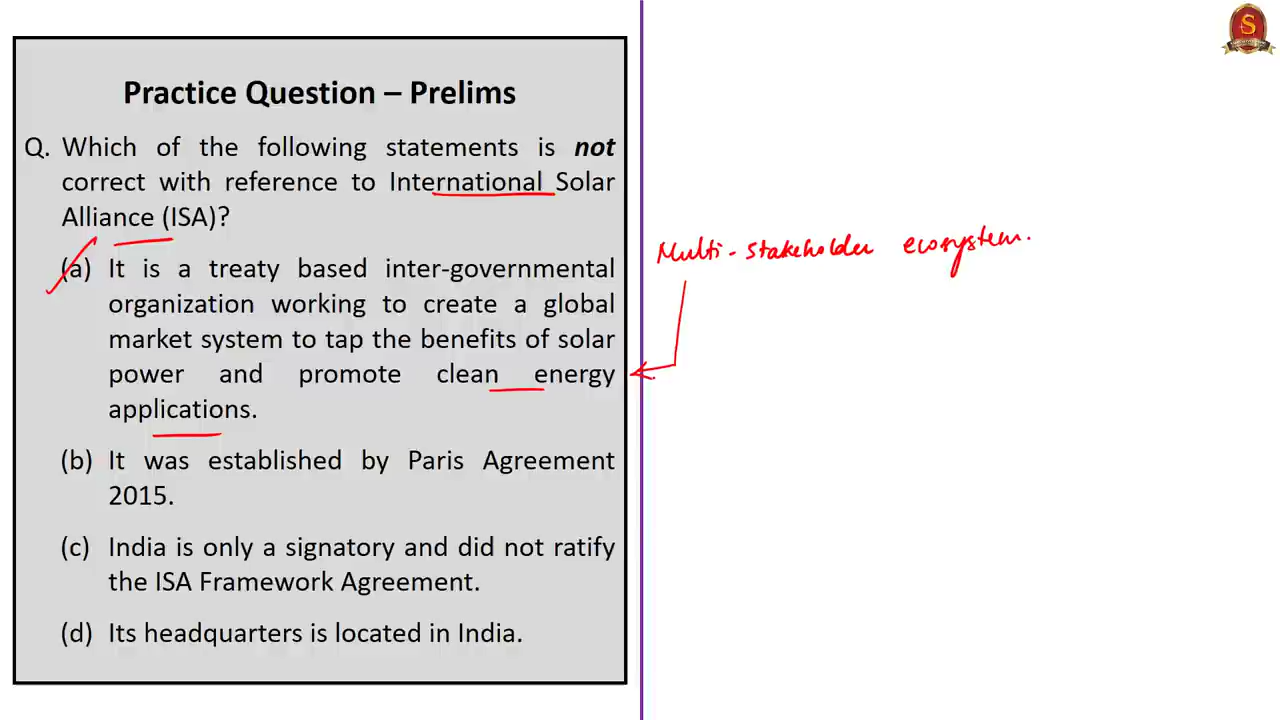 Practice Question – Prelims
Q. Which of the following statements is not
correct with reference to International Solar
Alliance (ISA)?
(a) It is a treaty based inter-governmental
organization working to create a global
market system to tap the benefits of solar
power and promote clean energy
applications.
(b) It was established by Paris Agreement
2015.
(c) India is only a signatory and did not ratify
the ISA Framework Agreement.
(d) Its headquarters is located in India.
Multi-stakeholder ecosystem.
S